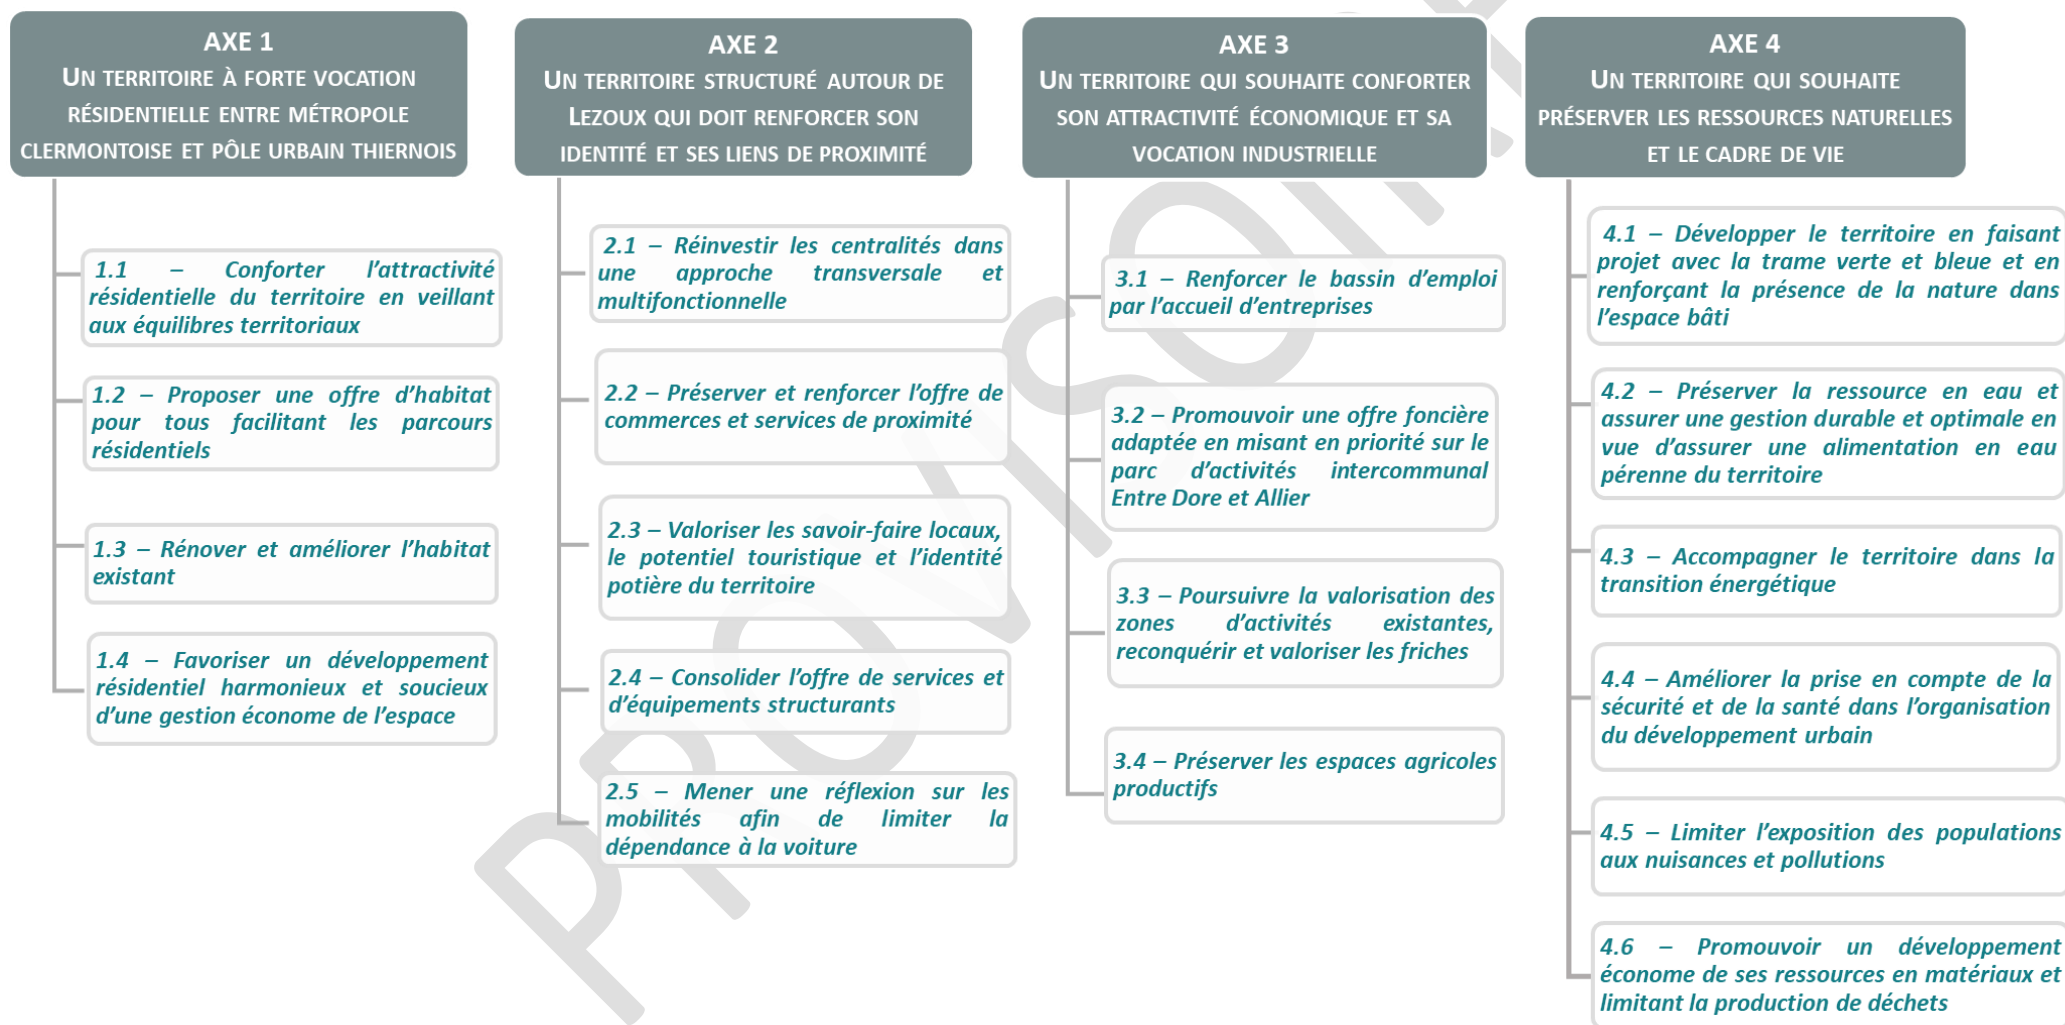 AXE 1
UN TERRITOIRE À FORTE VOCATION
RÉSIDENTIELLE ENTRE MÉTROPOLE
CLERMONTOISE ET PÔLE URBAIN THIERNOIS
1.1 – Conforter l'attractivité
résidentielle du territoire en veillant
aux équilibres territoriaux
1.2 – Proposer une offre d'habitat
pour tous facilitant les parcours
résidentiels
1.3 – Rénover et améliorer l'habitat
existant
1.4 – Favoriser un développement
résidentiel harmonieux et soucieux
d'une gestion économe de l'espace
AXE 2
UN TERRITOIRE STRUCTURÉ AUTOUR DE
LEZOUX QUI DOIT RENFORCER SON
IDENTITÉ ET SES LIENS DE PROXIMITÉ
2.1 – Réinvestir les centralités dans
une approche transversale et
multifonctionnelle
2.2 – Préserver et renforcer l'offre de
commerces et services de proximité
2.3 – Valoriser les savoir-faire locaux,
le potentiel touristique et l'identité
potière du territoire
2.4 – Consolider l'offre de services et
d'équipements structurants
2.5 – Mener une réflexion sur les
mobilités afin de limiter la
dépendance à la voiture
AXE 3
UN TERRITOIRE QUI SOUHAITE CONFORTER
SON ATTRACTIVITÉ ÉCONOMIQUE ET SA
VOCATION INDUSTRIELLE
3.1 – Renforcer le bassin d'emploi
par l'accueil d'entreprises
3.2 – Promouvoir une offre foncière
adaptée en misant en priorité sur le
parc d'activités intercommunal
Entre Dore et Allier
3.3 – Poursuivre la valorisation des
zones d'activités existantes,
reconquérir et valoriser les friches
3.4 – Préserver les espaces agricoles
productifs
AXE 4
UN TERRITOIRE QUI SOUHAITE
PRÉSERVER LES RESSOURCES NATURELLES
ET LE CADRE DE VIE
4.1 – Développer le territoire en faisant
projet avec la trame verte et bleue et en
renforçant la présence de la nature dans
l'espace bâti
4.2 – Préserver la ressource en eau et
assurer une gestion durable et optimale en
vue d'assurer une alimentation en eau
pérenne du territoire
4.3 – Accompagner le territoire dans la
transition énergétique
4.4 – Améliorer la prise en compte de la
sécurité et de la santé dans l'organisation
du développement urbain
4.5 – Limiter l'exposition des populations
aux nuisances et pollutions
4.6 – Promouvoir un développement
économe de ses ressources en matériaux et
limitant la production de déchets